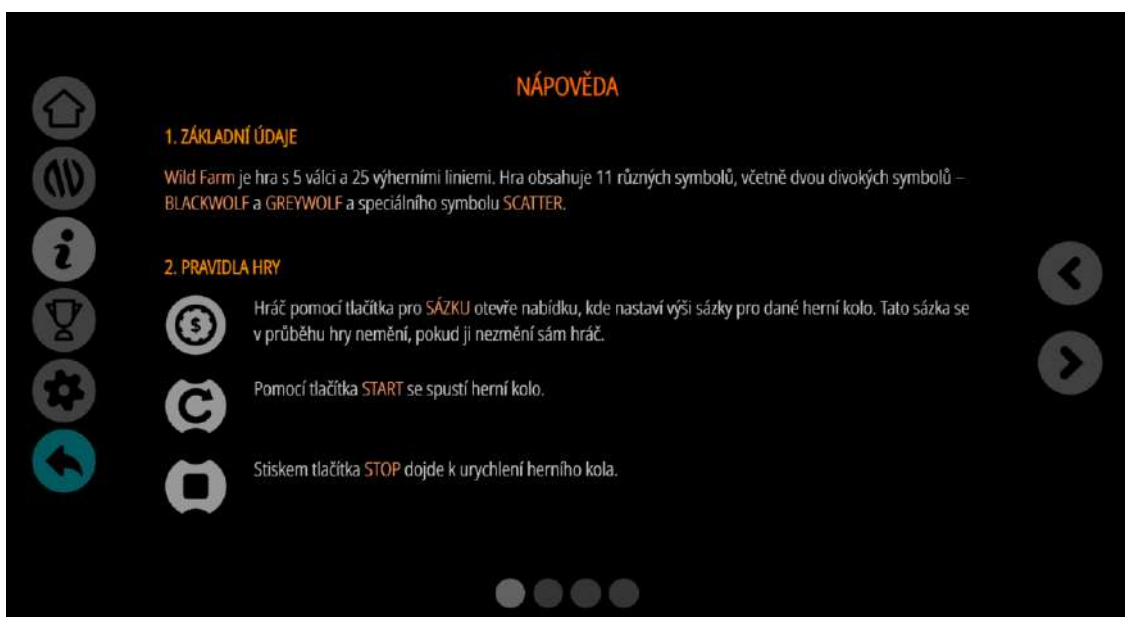 NÁPOVĚDA
1. ZÁKLADNÍ ÚDAJE
Wild Farm je hra s 5 válci a 25 výherními liniemi. Hra obsahuje 11 různých symbolů, včetně dvou divokých symbolů –
BLACKWOLF a GREYWOLF a speciálního symbolu SCATTER.
2. PRAVIDLA HRY
Hráč pomocí tlačítka pro SÁZKU otevře nabídku, kde nastaví výši sázky pro dané herní kolo. Tato sázka se
v průběhu hry nemění, pokud ji nezmění sám hráč.
Pomocí tlačítka START se spustí herní kolo.
Stiskem tlačítka STOP dojde k urychlení herního kola.